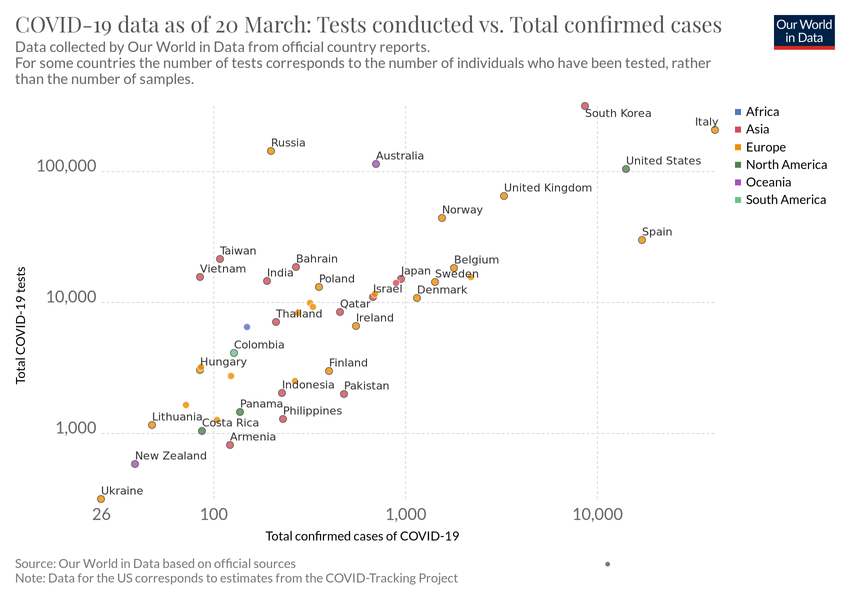 COVID-19 data as of 20 March: Tests conducted vs. Total confirmed cases
Our World
in Data
Data collected by Our World in Data from official country reports.
For some countries the number of tests corresponds to the number of individuals who have been tested, rather
than the number of samples.
South Korea
Africa
Italy
Asia
Russia
Europe
Australia
United States
North America
100,000
United Kingdom
Oceania
South America
Norway
Spain
Taiwan
Bahrain
Belgium
Vietnam
India
Japan
Sweden
Poland
Israel
Denmark
10,000
Qatar
Thailand
Ireland
Colombia
Hungary
Finland
Indonesia
Pakistan
Panama
Philippines
Lithuania
Costa Rica
1,000
Armenia
New Zealand
Ukraine
Total COVID-19 tests
26
100
1,000
10,000
Total confirmed cases of COVID-19
Source: Our World in Data based on official sources
Note: Data for the US corresponds to estimates from the COVID-Tracking Project